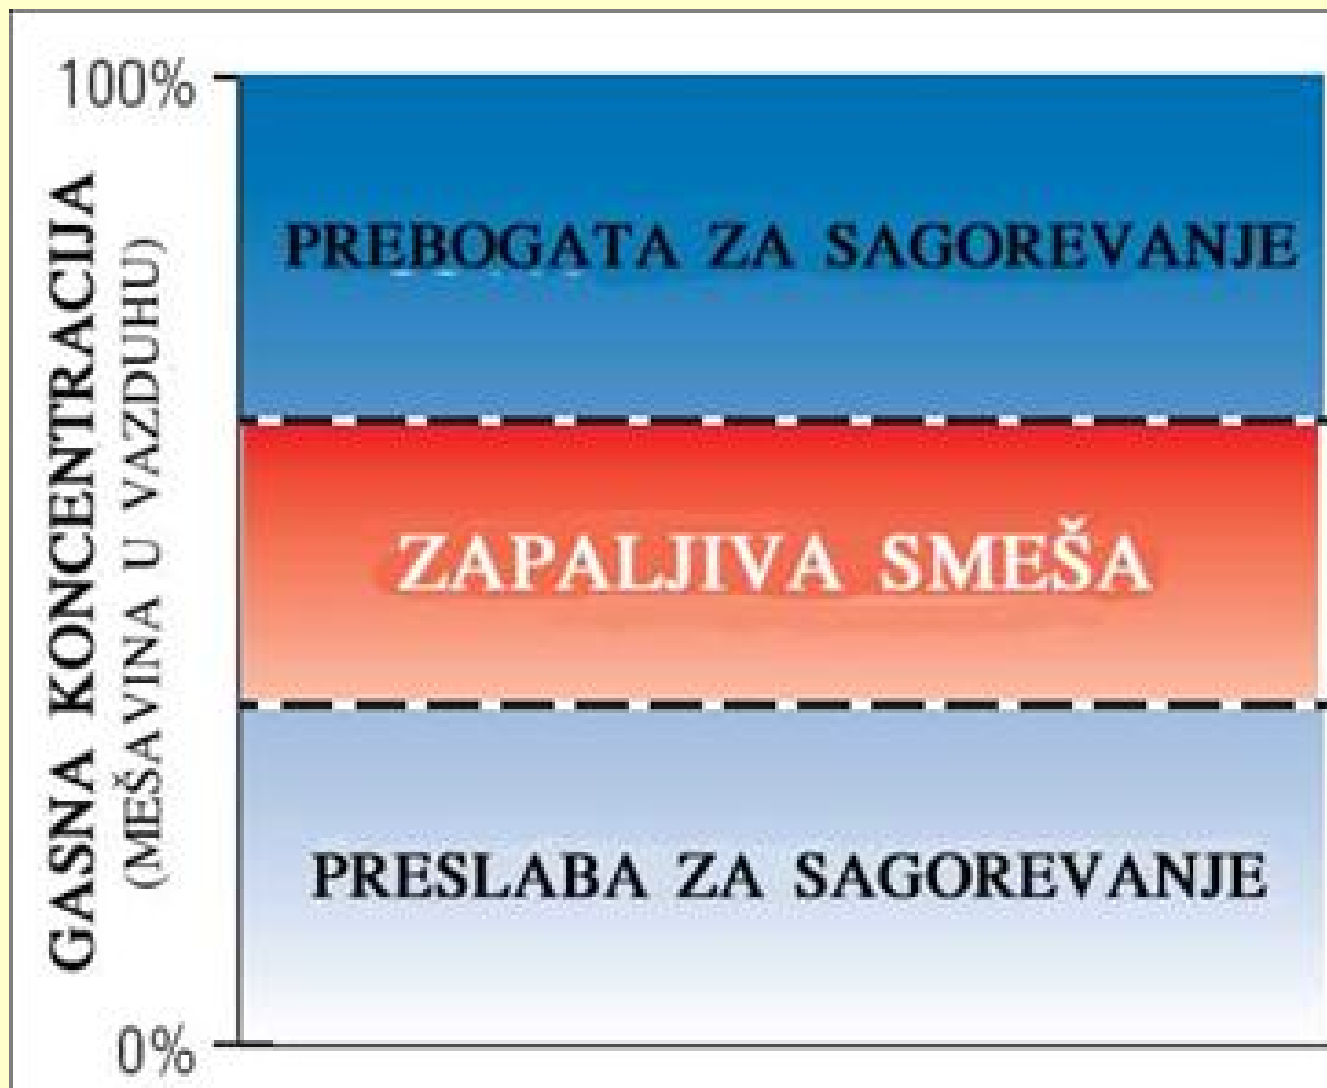 100%
GASNA KONCENTRACIJA
(MEŠAVINA U VAZDUHU)
PREBOGATA ZA SAGOREVANJE
ZAPALJIVA SMEŠA
PRESLABA ZA SAGOREVANJE
0%